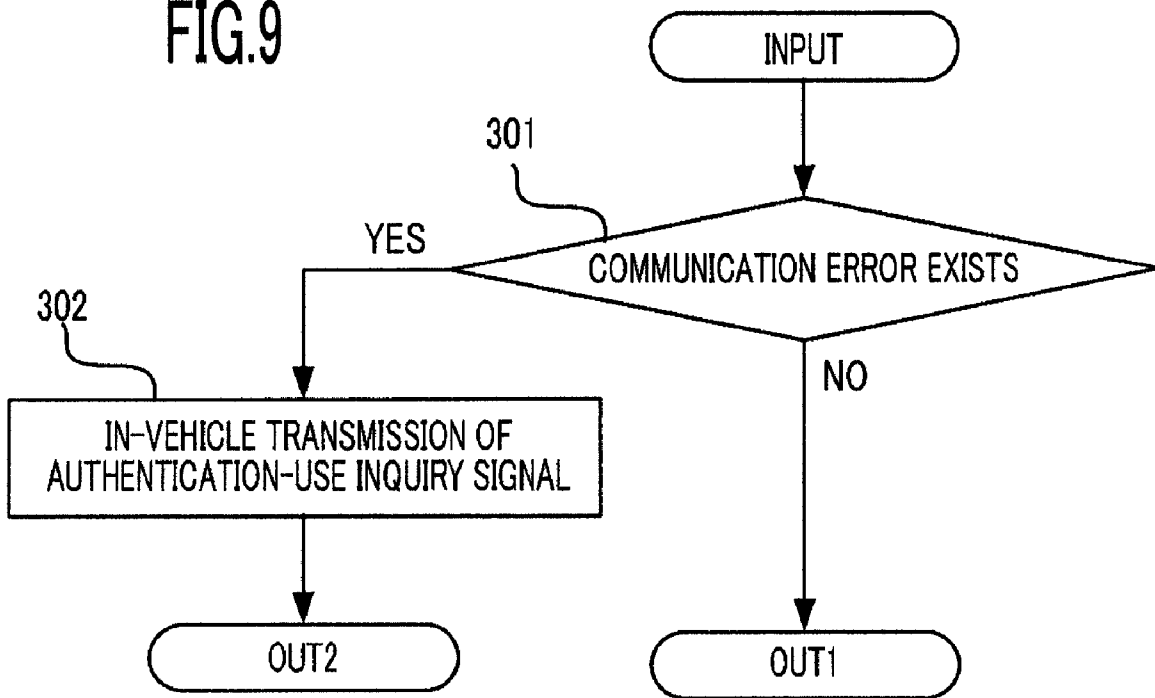 FIG.9
INPUT
301
YES
COMMUNICATION ERROR EXISTS
302
NO
IN-VEHICLE TRANSMISSION OF
AUTHENTICATION-USE INQUIRY SIGNAL
OUT2
OUT1